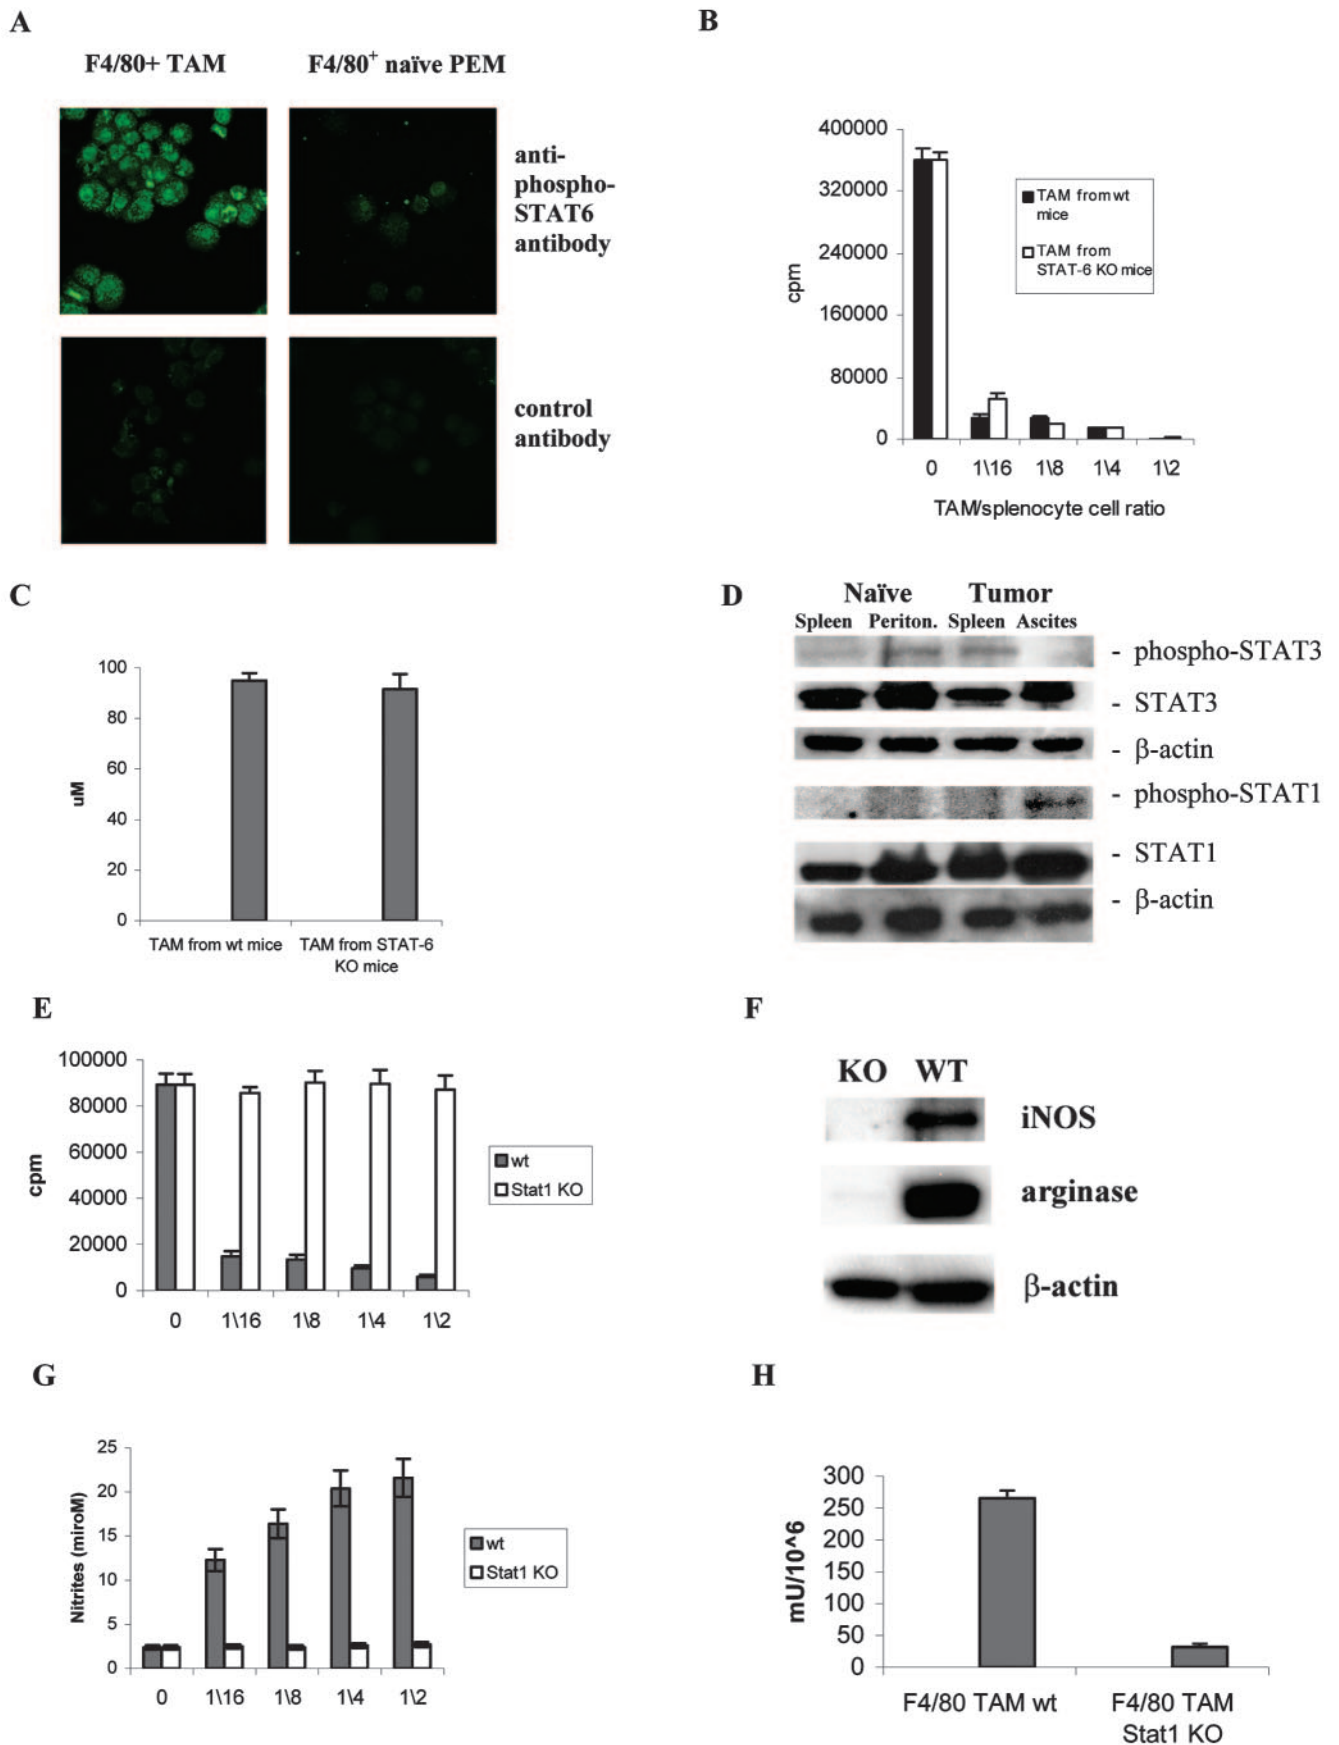 A
F4/80+ TAM
F4/80+ naïve PEM
anti-
phospho-
STAT6
antibody
control
antibody
B
400000
320000
240000
160000
80000
0
cpm
TAM from wt
mice
TAM from
STAT-6 KO mice
0 1\16 1\8 1\4 1\2
TAM/splenocyte cell ratio
C
100
80
60
40
20
0
uM
TAM from wt mice
TAM from STAT-6
KO mice
D
Naïve Tumor
Spleen Periton. Spleen Ascites
- phospho-STAT3
- STAT3
- β-actin
- phospho-STAT1
- STAT1
- β-actin
E
100000
80000
60000
40000
20000
0
cpm
wt
Stat1 KO
0 1\16 1\8 1\4 1\2
F
KO WT
iNOS
arginase
β-actin
G
25
20
15
10
5
0
Nitrites (miroM)
wt
Stat1 KO
0 1\16 1\8 1\4 1\2
H
300
250
200
150
100
50
0
mU/10^6
F4/80 TAM wt
F4/80 TAM
Stat1 KO